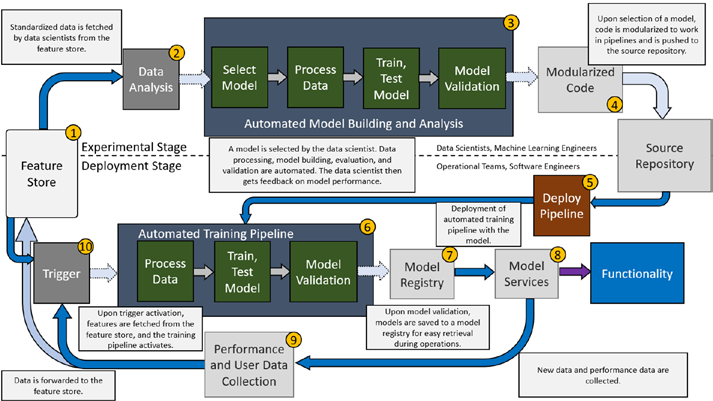 Standardized data is fetched
by data scientists from the
feature store.
2
Data
Analysis
3
Select
Model
Process
Data
Train,
Test
Model
Model
Validation
Automated Model Building and Analysis
Modularized
Code
4
Upon selection of a model,
code is modularized to work
in pipelines and is pushed to
the source repository.
1
Feature
Store
Experimental Stage
Deployment Stage
A model is selected by the data scientist. Data
processing, model building, evaluation, and
validation are automated. The data scientist then
gets feedback on model performance.
Data Scientists, Machine Learning Engineers
Operational Teams, Software Engineers
Source
Repository
5
Deploy
Pipeline
Deployment of
automated training
pipeline with the
model.
10
Trigger
6
Automated Training Pipeline
Process
Data
Train,
Test
Model
Model
Validation
7
Model
Registry
8
Model
Services
Functionality
Upon trigger activation,
features are fetched from the
feature store, and the training
pipeline activates.
Upon model validation,
models are saved to a model
registry for easy retrieval
during operations.
9
Performance
and User Data
Collection
Data is forwarded to the
feature store.
New data and performance data are
collected.